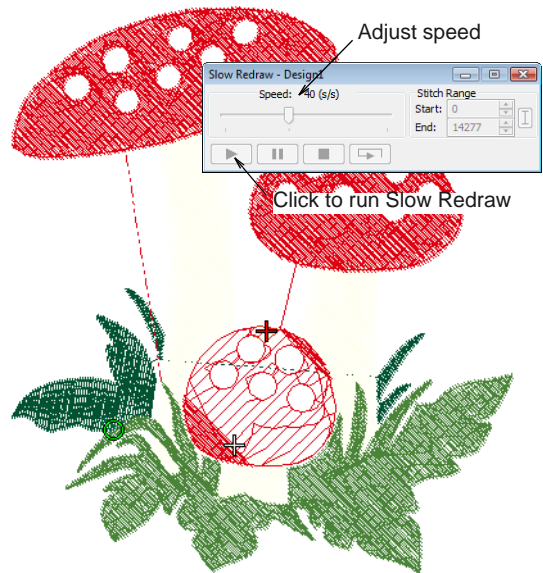 Adjust speed
Slow Redraw - Design1
Speed: 40 (s/s)
Stitch Range
Start: 0
End: 14277
Click to run Slow Redraw